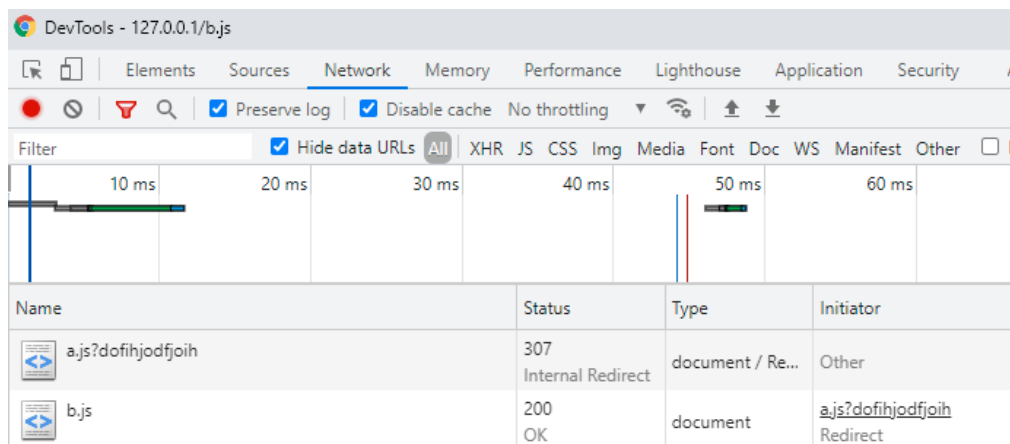 DevTools - 127.0.0.1/b.js
Elements Sources Network Memory Performance Lighthouse Application Security
Preserve log Disable cache No throttling
Filter Hide data URLs All XHR JS CSS Img Media Font Doc WS Manifest Other
10 ms 20 ms 30 ms 40 ms 50 ms 60 ms
Name Status Type Initiator
a.js?dofihjodfjoih 307 document / Re... Other
Internal Redirect
b.js 200 document a.js?dofihjodfjoih
OK Redirect